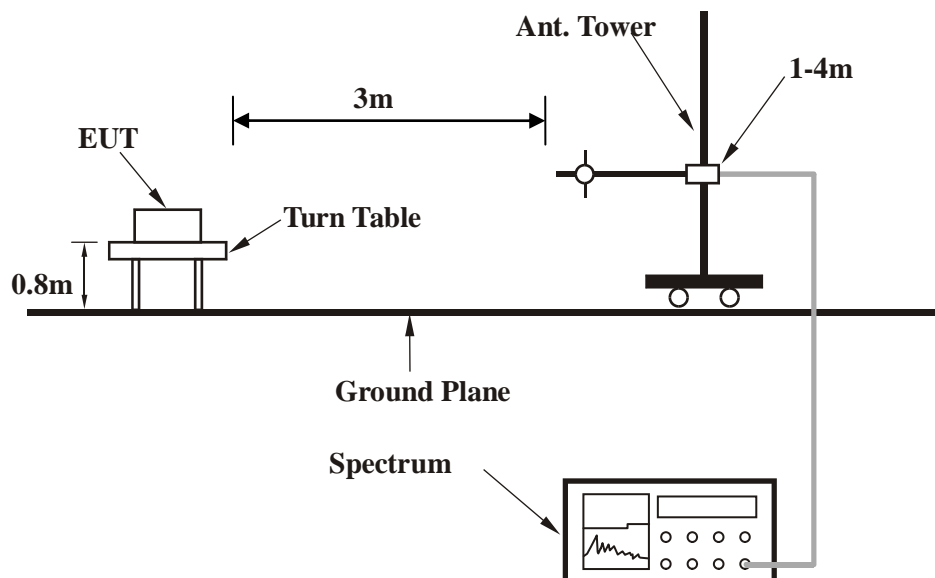 Ant. Tower
1-4m
3m
EUT
Turn Table
0.8m
Ground Plane
Spectrum